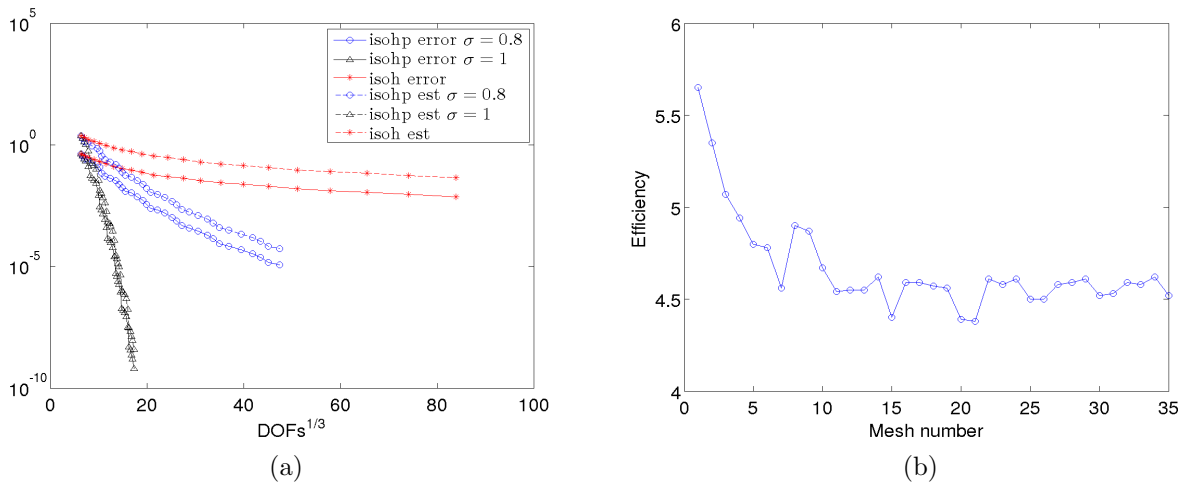 10^5
10^0
10^-5
10^-10
isohp error σ = 0.8
isohp error σ = 1
isoh error
isohp est σ = 0.8
isohp est σ = 1
isoh est
0 20 40 60 80 100
DOFs^1/3
(a)
6
5.5
5
4.5
4
Efficiency
0 5 10 15 20 25 30 35
Mesh number
(b)